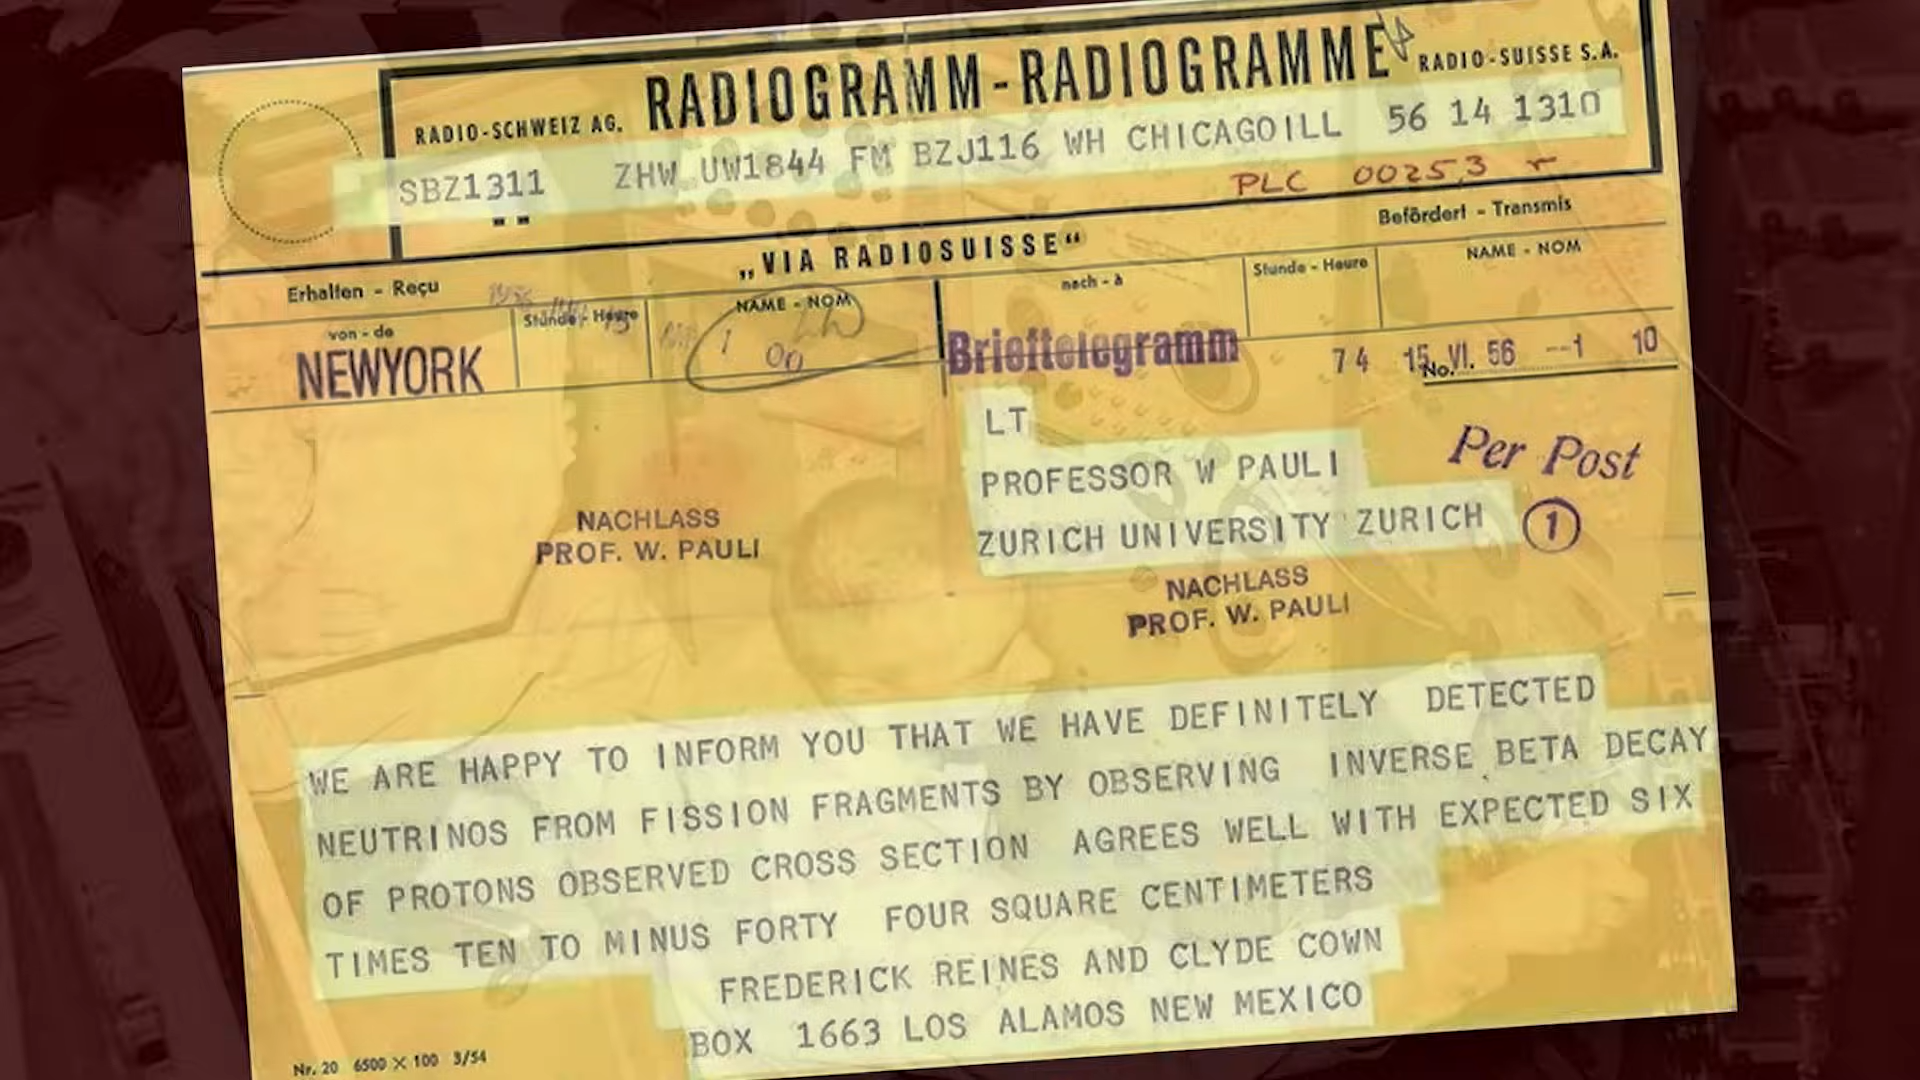 RADIO-SCHWEIZ AG. RADIOGRAMM-RADIOGRAMME RADIO-SUISSE S.A.
SBZ1311 ZHW UW1844 FM BZJ116 WH CHICAGOILL 56 14 1310
PLC 00253 r
„VIA RADIOSUISSE“
Befördert - Transmis
Erhalten - Reçu
von - de
Stunde - Heure
NAME - NOM
nach - à
Stunde - Heure
NAME - NOM
NEWYORK
Brieftelegramm
74 15.VI.56 --1 10
No.
LT
PROFESSOR W PAULI
ZURICH UNIVERSITY ZURICH
Per Post
1
NACHLASS
PROF. W. PAULI
NACHLASS
PROF. W. PAULI
WE ARE HAPPY TO INFORM YOU THAT WE HAVE DEFINITELY DETECTED
NEUTRINOS FROM FISSION FRAGMENTS BY OBSERVING INVERSE BETA DECAY
OF PROTONS OBSERVED CROSS SECTION AGREES WELL WITH EXPECTED SIX
TIMES TEN TO MINUS FORTY FOUR SQUARE CENTIMETERS
FREDERICK REINES AND CLYDE COWN
BOX 1663 LOS ALAMOS NEW MEXICO
Nr. 20 6500 × 100 3/54